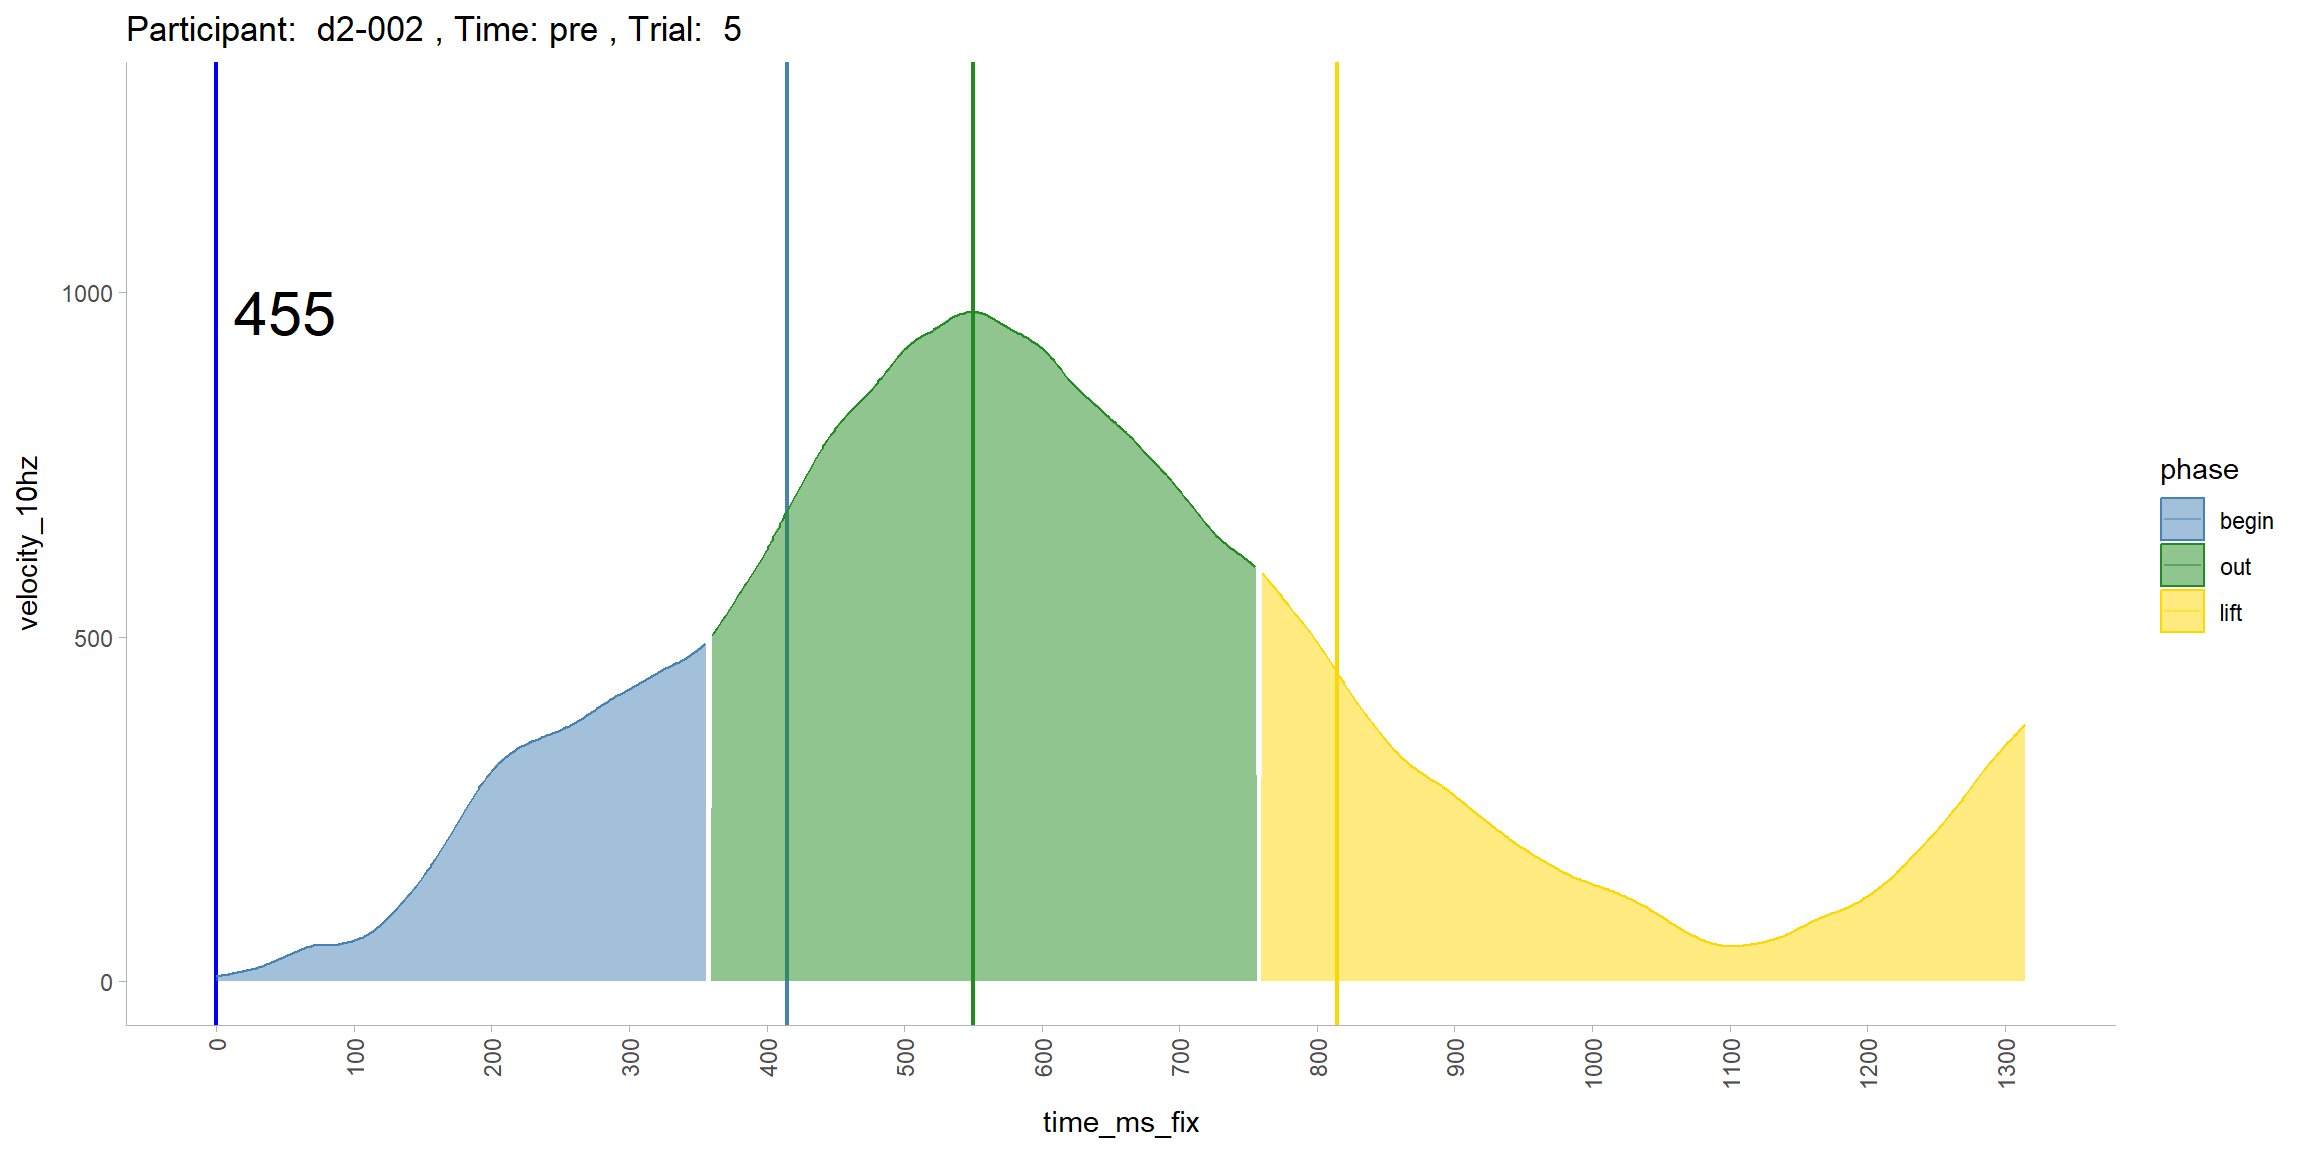 Participant:  d2-002 , Time: pre , Trial:  5
1000
455
500
0
velocity_10hz
0
100
200
300
400
500
600
700
800
900
1000
1100
1200
1300
time_ms_fix
phase
begin
out
lift